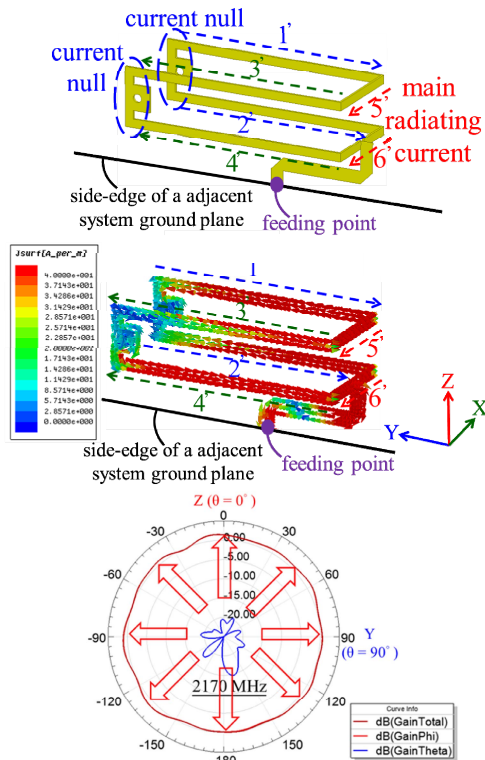 current null
1'
current
null
3'
main
5'
radiating
2'
6'
current
4'
side-edge of a adjacent
system ground plane
feeding point
Jsurf[A_per_m]
4.0000e+001
3.7143e+001
3.4286e+001
3.1429e+001
2.8571e+001
2.5714e+001
2.2857e+001
2.0000e+001
1.7143e+001
1.4286e+001
1.1429e+001
8.5714e+000
5.7143e+000
2.8571e+000
0.0000e+000
1'
3'
5'
2'
6'
4'
side-edge of a adjacent
system ground plane
feeding point
Z
Y
X
Z (θ = 0°)
0
-30
30
0.00
-5.00
-60
60
-10.00
-15.00
-20.00
-90
90
Y
(θ = 90°)
2170 MHz
-120
120
-150
150
180
Curve Info
dB(GainTotal)
dB(GainPhi)
dB(GainTheta)